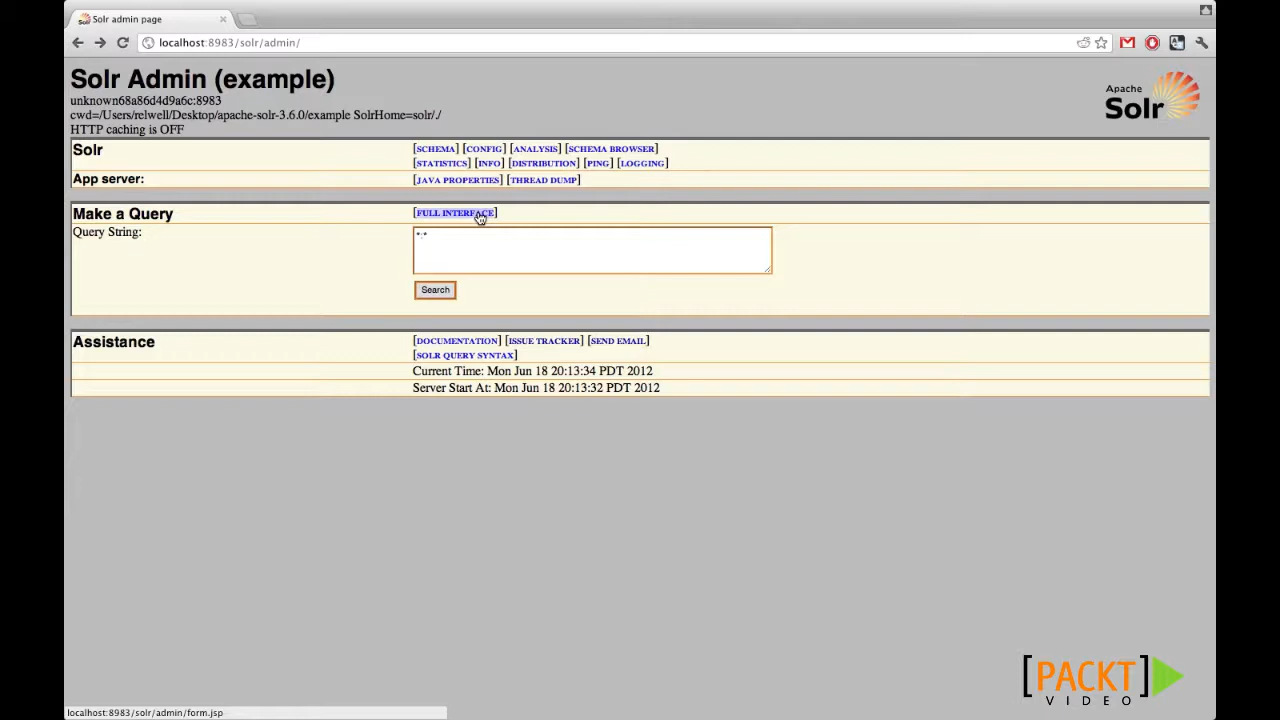 Solr admin page
localhost:8983/solr/admin/
Solr Admin (example)
unknown68a86d4d9a6c:8983
cwd=/Users/relwell/Desktop/apache-solr-3.6.0/example SolrHome=solr/./
HTTP caching is OFF
Apache
Solr
Solr
[SCHEMA] [CONFIG] [ANALYSIS] [SCHEMA BROWSER]
[STATISTICS] [INFO] [DISTRIBUTION] [PING] [LOGGING]
App server:
[JAVA PROPERTIES] [THREAD DUMP]
Make a Query
[FULL INTERFACE]
Query String:
*:*
Search
Assistance
[DOCUMENTATION] [ISSUE TRACKER] [SEND EMAIL]
[SOLR QUERY SYNTAX]
Current Time: Mon Jun 18 20:13:34 PDT 2012
Server Start At: Mon Jun 18 20:13:32 PDT 2012
[PACKT]
VIDEO
localhost:8983/solr/admin/form.jsp